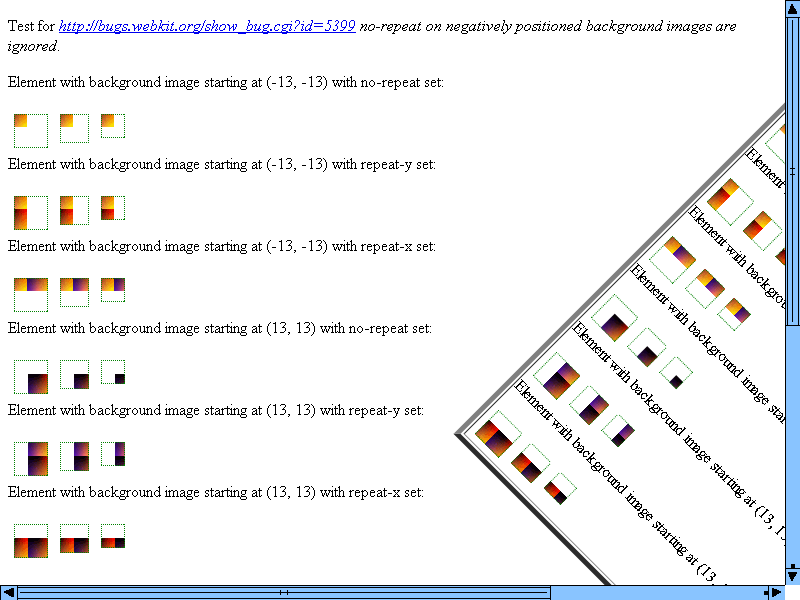 Test for http://bugs.webkit.org/show_bug.cgi?id=5399 no-repeat on negatively positioned background images are
ignored.
Element with background image starting at (-13, -13) with no-repeat set:
Element with background image starting at (-13, -13) with repeat-y set:
Element with background image starting at (-13, -13) with repeat-x set:
Element with background image starting at (13, 13) with no-repeat set:
Element with background image starting at (13, 13) with repeat-y set:
Element with background image starting at (13, 13) with repeat-x set:
Element
Element with backgrou
Element with background image star
Element with background image starting at (13, 13
Element with background image starting at (13,